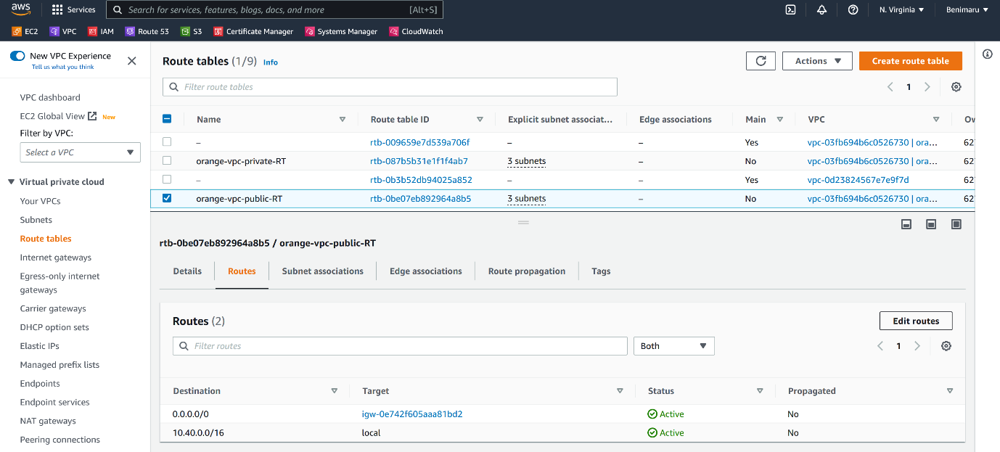 aws Services Search for services, features, blogs, docs, and more [Alt+S] N. Virginia Benimaru
EC2 VPC IAM Route 53 S3 Certificate Manager Systems Manager CloudWatch
New VPC Experience
Tell us what you think
VPC dashboard
EC2 Global View New
Filter by VPC:
Select a VPC
Virtual private cloud
Your VPCs
Subnets
Route tables
Internet gateways
Egress-only internet
gateways
Carrier gateways
DHCP option sets
Elastic IPs
Managed prefix lists
Endpoints
Endpoint services
NAT gateways
Peering connections
Route tables (1/9) Info
Actions Create route table
Filter route tables
1
Name Route table ID Explicit subnet associat... Edge associations Main VPC Ow
– rtb-009659e7d539a706f – – Yes vpc-03fb694b6c0526730 | ora... 627
orange-vpc-private-RT rtb-087b5b31e1f1f4ab7 3 subnets – No vpc-03fb694b6c0526730 | ora... 627
– rtb-0b3b52db94025a852 – – Yes vpc-0d23824567e7e9f7d 627
orange-vpc-public-RT rtb-0be07eb892964a8b5 3 subnets – No vpc-03fb694b6c0526730 | ora... 627
rtb-0be07eb892964a8b5 / orange-vpc-public-RT
Details Routes Subnet associations Edge associations Route propagation Tags
Routes (2)
Edit routes
Filter routes
Both
1
Destination Target Status Propagated
0.0.0.0/0 igw-0e742f605aaa81bd2 Active No
10.40.0.0/16 local Active No